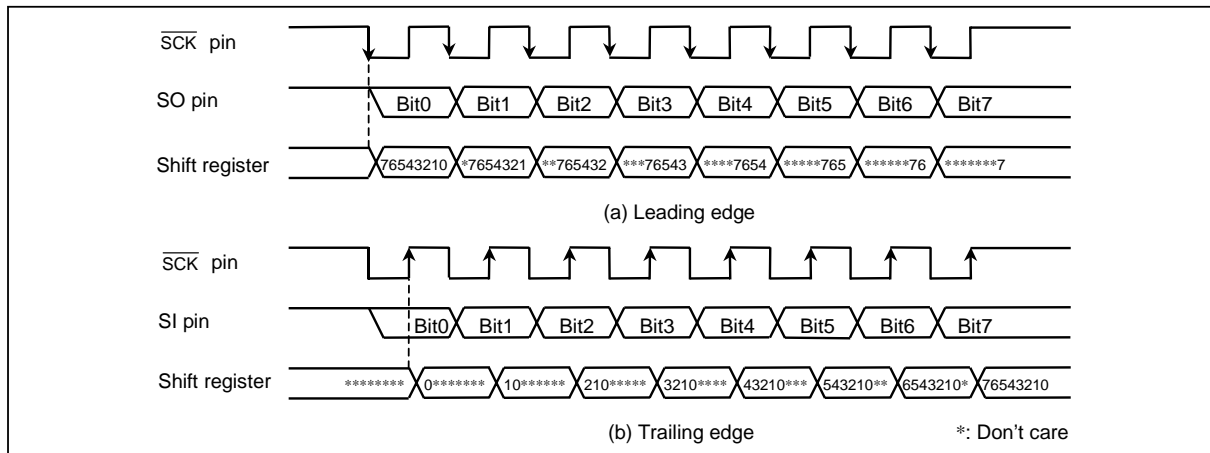 SCK pin
SO pin Bit0 Bit1 Bit2 Bit3 Bit4 Bit5 Bit6 Bit7
Shift register 76543210 *7654321 **765432 ***76543 ****7654 *****765 ******76 *******7
(a) Leading edge
SCK pin
SI pin Bit0 Bit1 Bit2 Bit3 Bit4 Bit5 Bit6 Bit7
Shift register ******** 0******* 10****** 210***** 3210**** 43210*** 543210** 6543210* 76543210
(b) Trailing edge *: Don't care